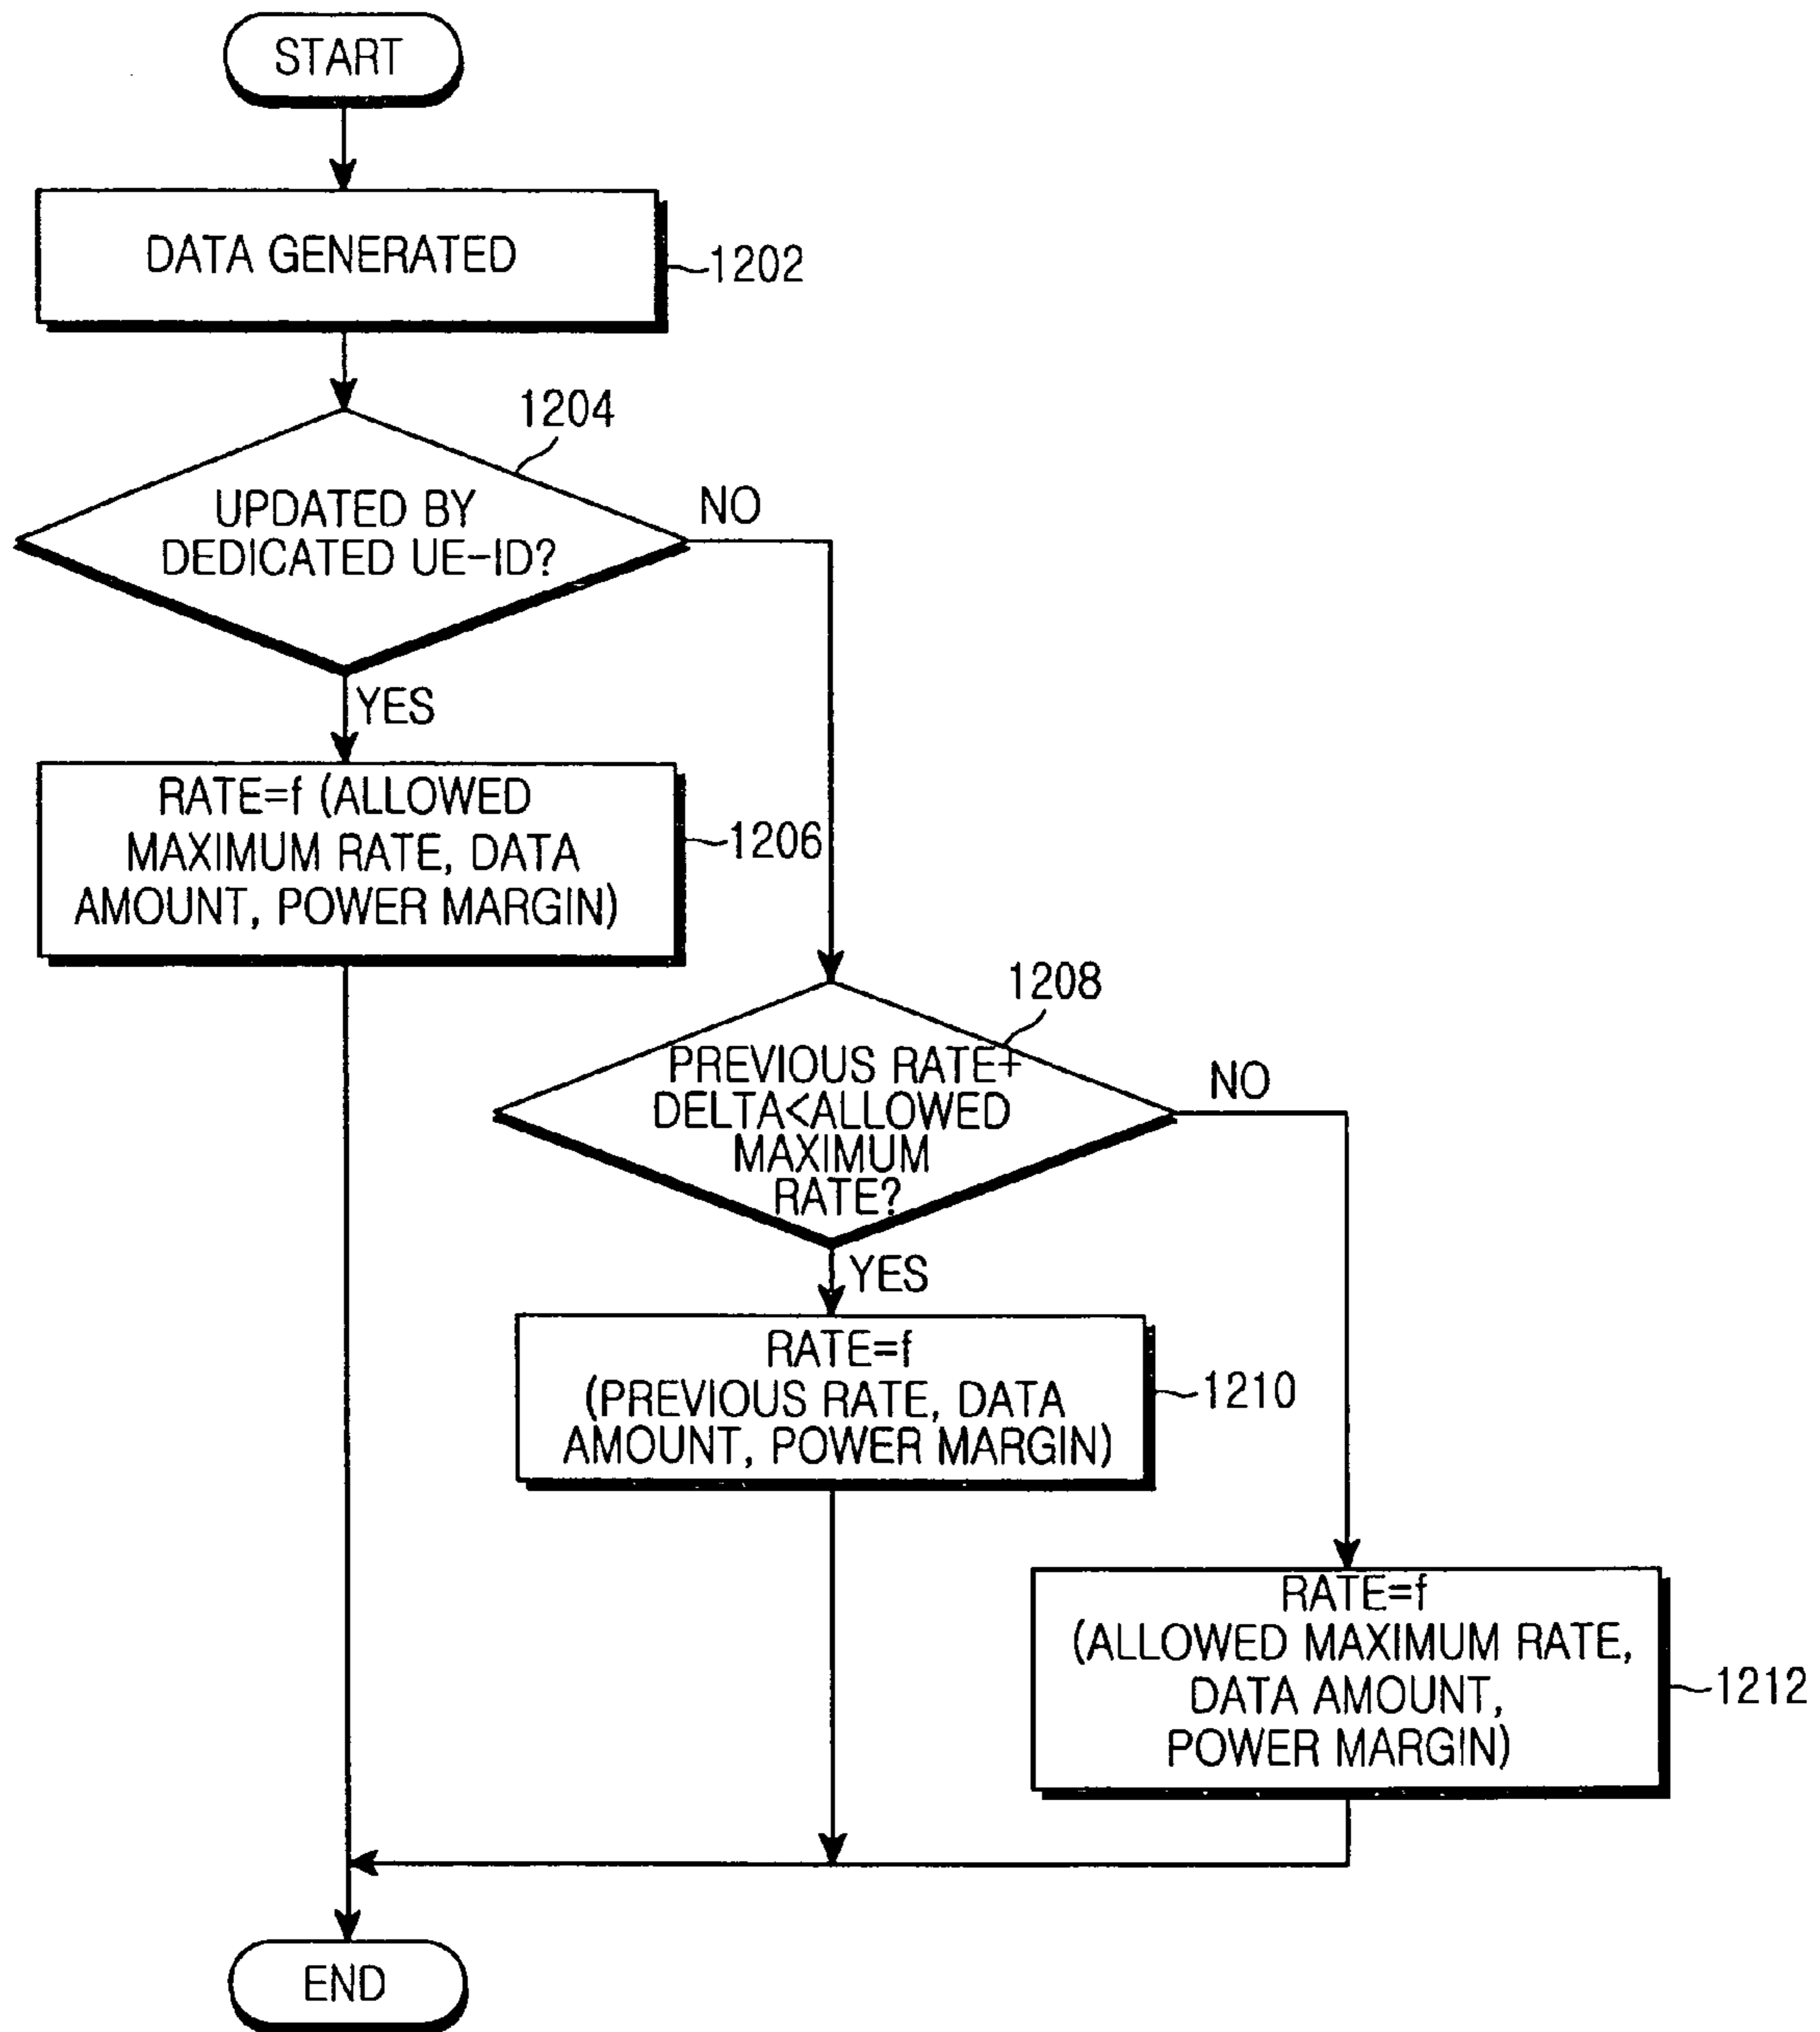 START
DATA GENERATED
1202
1204
UPDATED BY
DEDICATED UE-ID?
NO
YES
RATE=f (ALLOWED
MAXIMUM RATE, DATA
AMOUNT, POWER MARGIN)
1206
1208
PREVIOUS RATE+
DELTA<ALLOWED
MAXIMUM
RATE?
NO
YES
RATE=f
(PREVIOUS RATE, DATA
AMOUNT, POWER MARGIN)
1210
RATE=f
(ALLOWED MAXIMUM RATE,
DATA AMOUNT,
POWER MARGIN)
1212
END